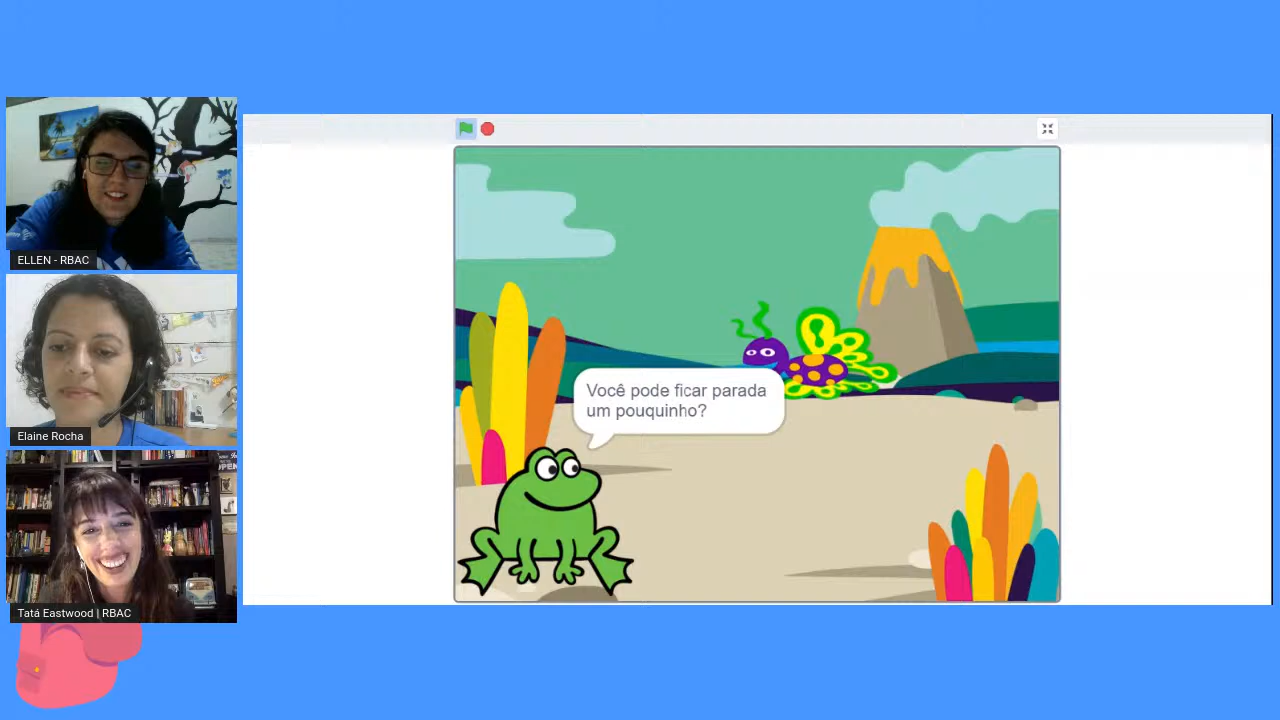 ELLEN - RBAC
Elaine Rocha
Tatá Eastwood | RBAC
Você pode ficar parada
um pouquinho?